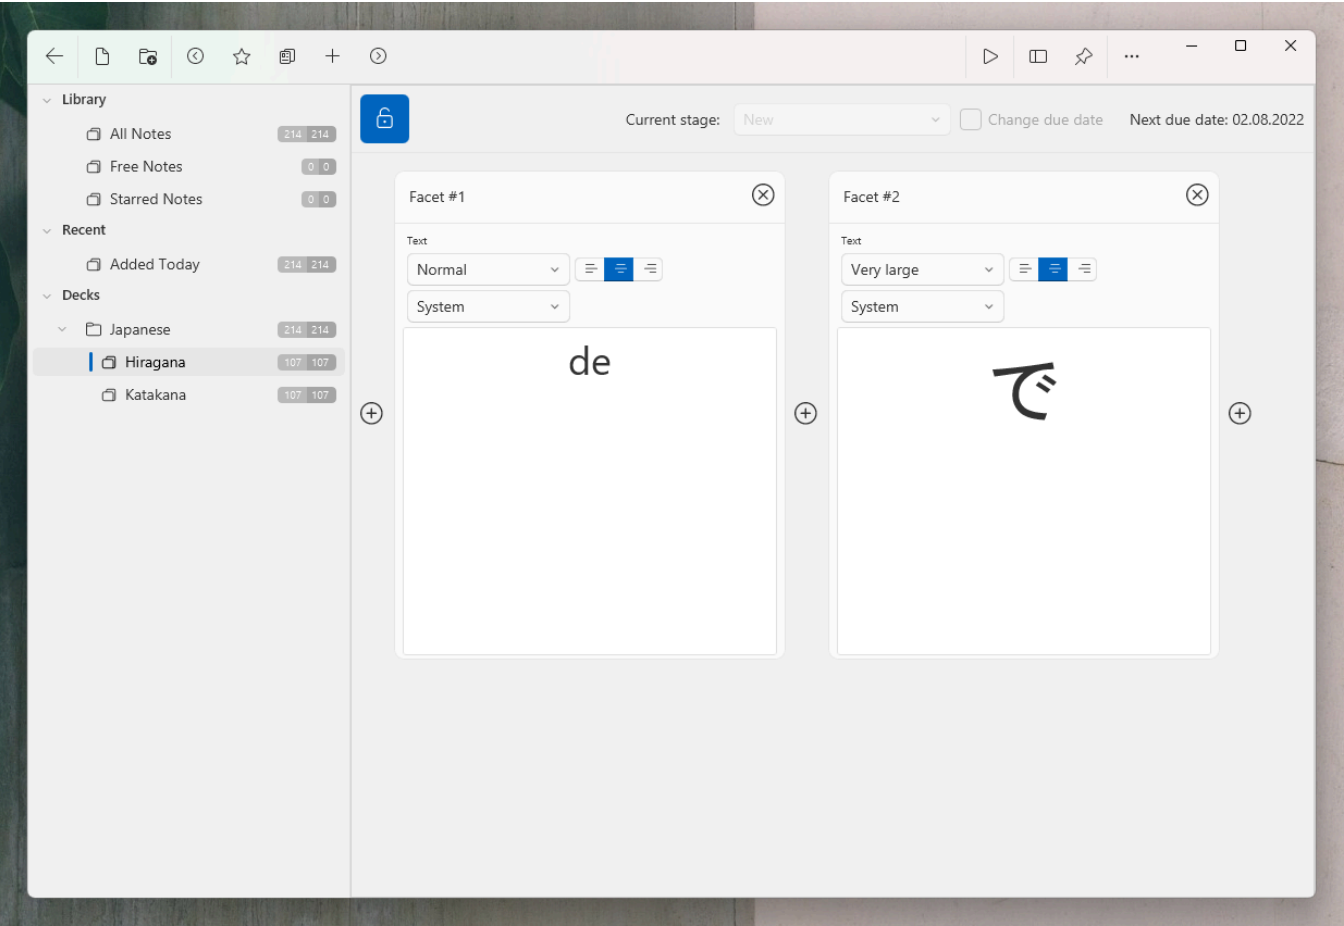 Library
All Notes 214 214
Free Notes 0 0
Starred Notes 0 0
Recent
Added Today 214 214
Decks
Japanese 214 214
Hiragana 107 107
Katakana 107 107
Current stage: New Change due date Next due date: 02.08.2022
Facet #1
Text
Normal
System
de
Facet #2
Text
Very large
System
で